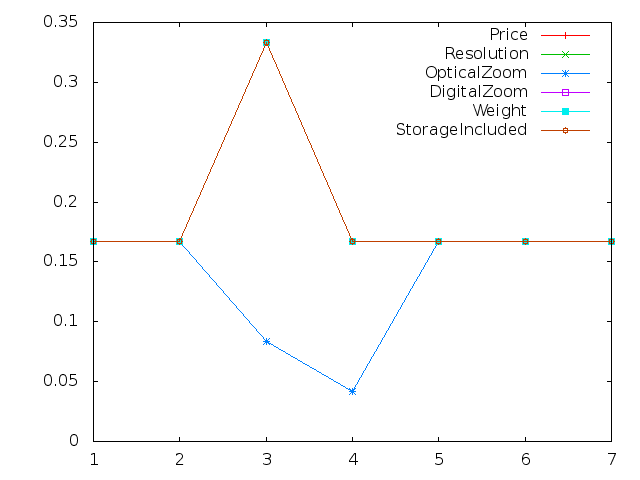 0.35
0.3
0.25
0.2
0.15
0.1
0.05
0
1 2 3 4 5 6 7
Price
Resolution
OpticalZoom
DigitalZoom
Weight
StorageIncluded